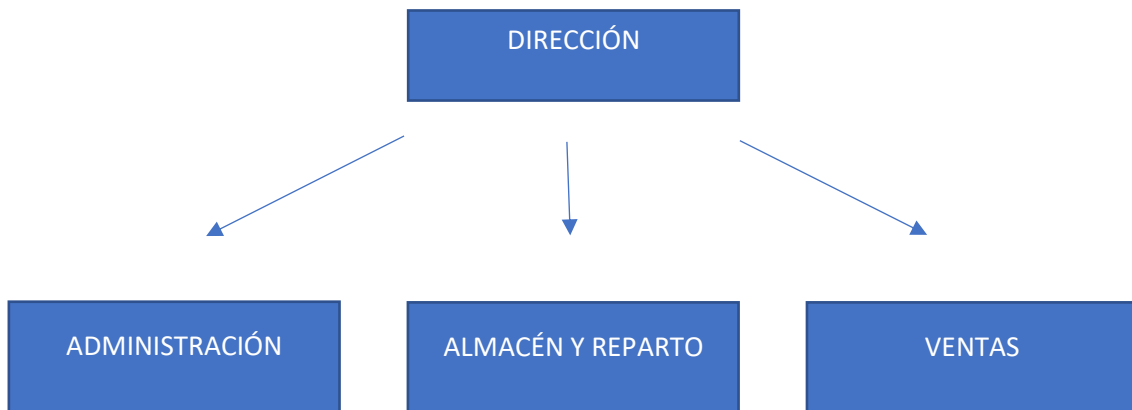 DIRECCIÓN
ADMINISTRACIÓN
ALMACÉN Y REPARTO
VENTAS